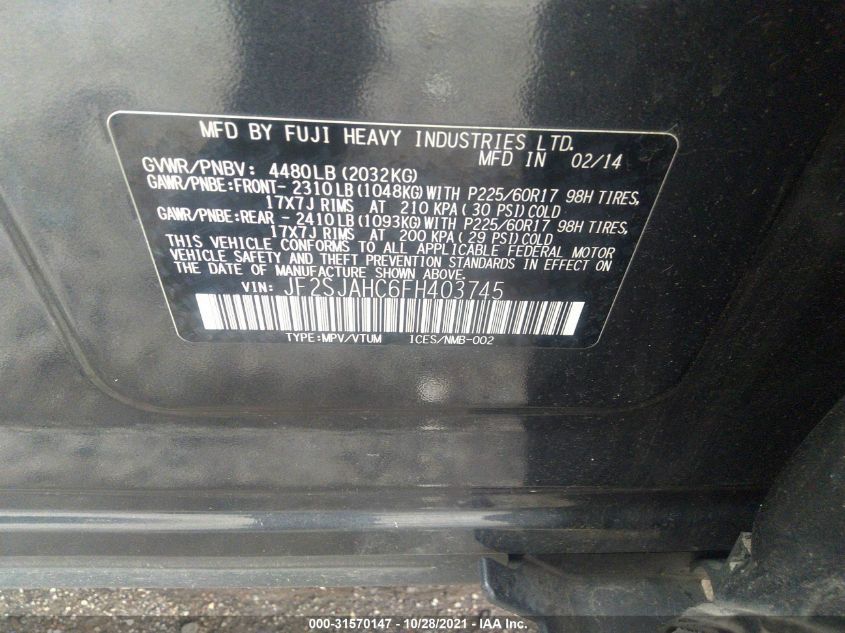 MFD BY FUJI HEAVY INDUSTRIES LTD.
MFD IN 02/14
GVWR/PNBV: 4480LB(2032KG)
GAWR/PNBE:FRONT-2310LB(1048KG)WITH P225/60R17 98H TIRES,
17X7J RIMS AT 210 KPA(30 PSI)COLD
GAWR/PNBE:REAR -2410LB(1093KG)WITH P225/60R17 98H TIRES,
17X7J RIMS AT 200 KPA(29 PSI)COLD
THIS VEHICLE CONFORMS TO ALL APPLICABLE FEDERAL MOTOR
VEHICLE SAFETY AND THEFT PREVENTION STANDARDS IN EFFECT ON
THE DATE OF MANUFACTURE SHOWN ABOVE.
VIN: JF2SJAHC6FH403745
TYPE:MPV/VTUM ICES/NMB-002
000-31570147 - 10/28/2021 - IAA Inc.